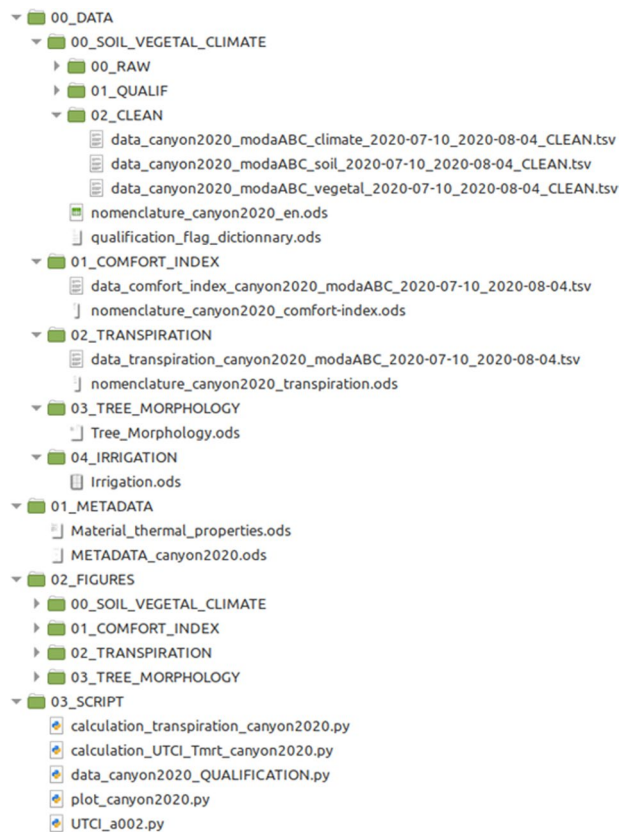 00_DATA
00_SOIL_VEGETAL_CLIMATE
00_RAW
01_QUALIF
02_CLEAN
data_canyon2020_modaABC_climate_2020-07-10_2020-08-04_CLEAN.tsv
data_canyon2020_modaABC_soil_2020-07-10_2020-08-04_CLEAN.tsv
data_canyon2020_modaABC_vegetal_2020-07-10_2020-08-04_CLEAN.tsv
nomenclature_canyon2020_en.ods
qualification_flag_dictionnary.ods
01_COMFORT_INDEX
data_comfort_index_canyon2020_modaABC_2020-07-10_2020-08-04.tsv
nomenclature_canyon2020_comfort-index.ods
02_TRANSPIRATION
data_transpiration_canyon2020_modaABC_2020-07-10_2020-08-04.tsv
nomenclature_canyon2020_transpiration.ods
03_TREE_MORPHOLOGY
Tree_Morphology.ods
04_IRRIGATION
Irrigation.ods
01_METADATA
Material_thermal_properties.ods
METADATA_canyon2020.ods
02_FIGURES
00_SOIL_VEGETAL_CLIMATE
01_COMFORT_INDEX
02_TRANSPIRATION
03_TREE_MORPHOLOGY
03_SCRIPT
calculation_transpiration_canyon2020.py
calculation_UTCI_Tmrt_canyon2020.py
data_canyon2020_QUALIFICATION.py
plot_canyon2020.py
UTCI_a002.py